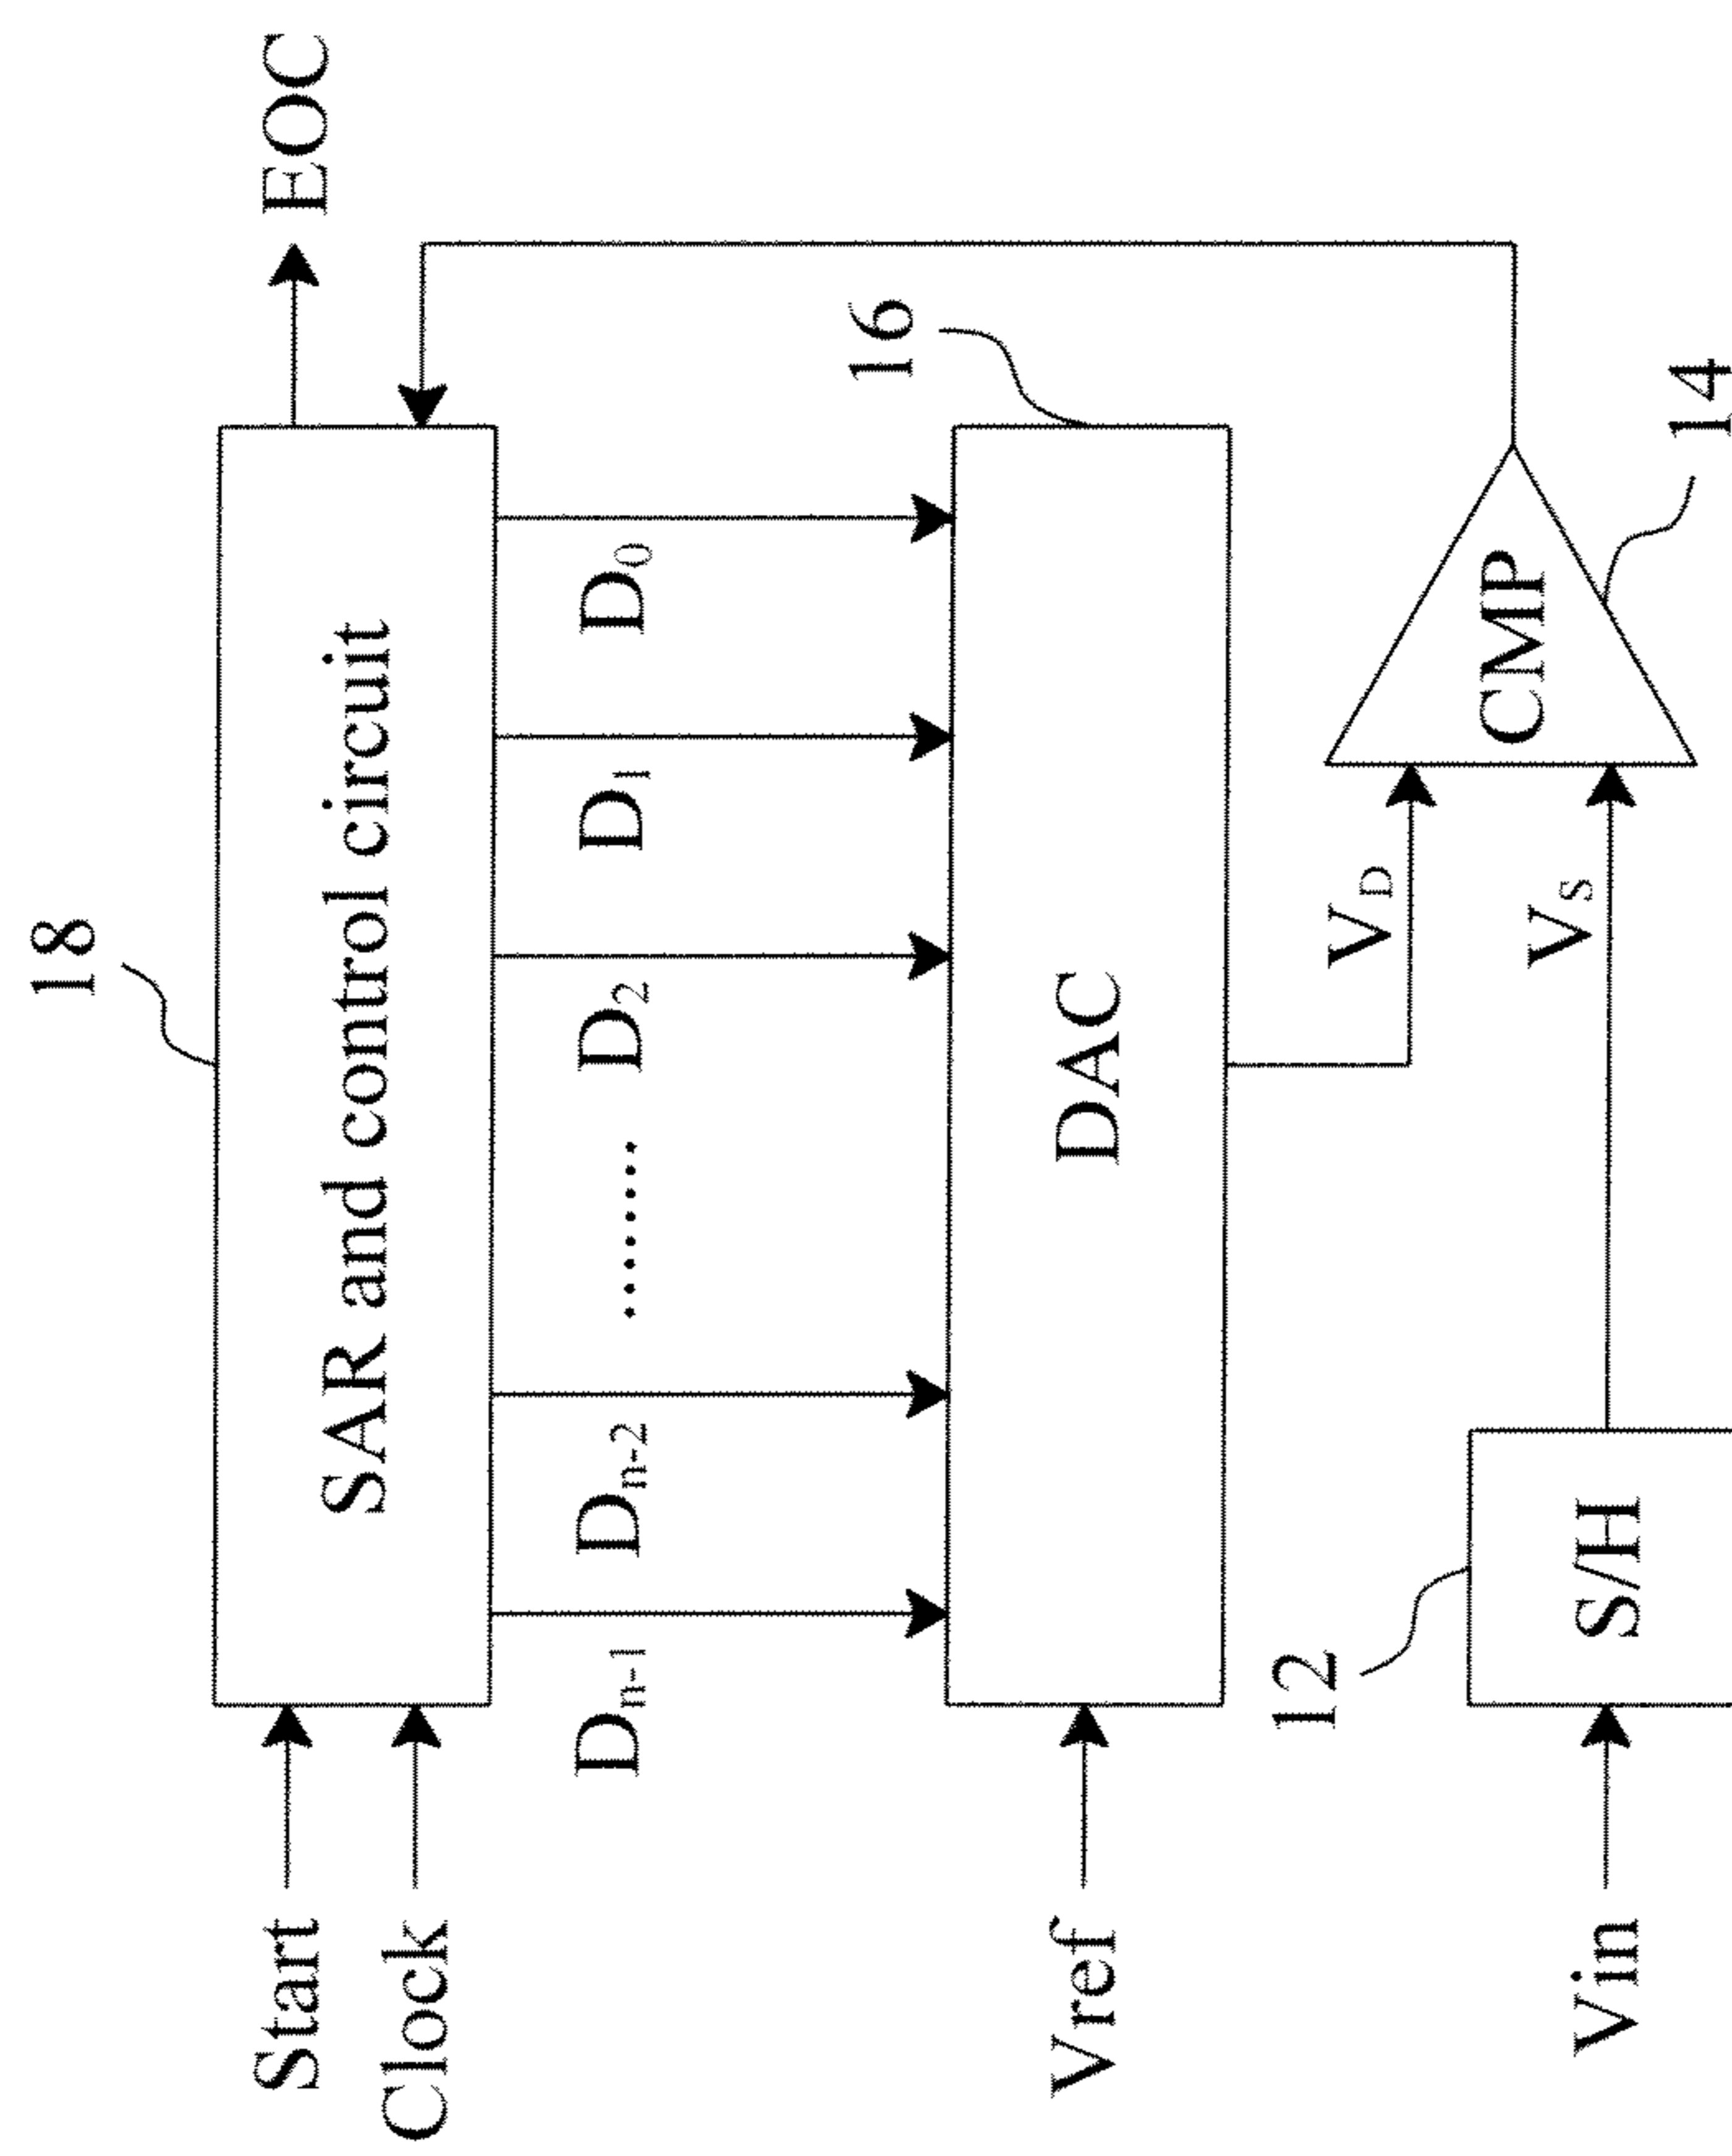 18
Start
Clock
SAR and control circuit
EOC
Dn-1
Dn-2
.......
D2
D1
D0
16
Vref
DAC
12
VD
VS
CMP
14
Vin
S/H